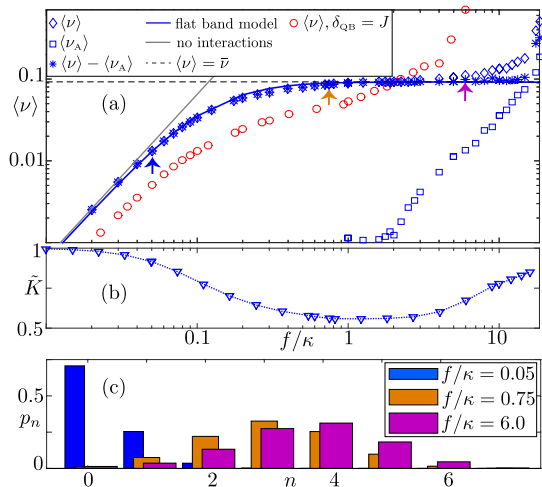 ⟨ν⟩ flat band model ⟨ν⟩, δ_QB = J
⟨ν_A⟩ no interactions
⟨ν⟩ − ⟨ν_A⟩ ⟨ν⟩ = ν̄
0.1
(a)
⟨ν⟩
0.01
1
K̃ (b)
0.5
0.1 1 10
f/κ
(c)
f/κ = 0.05
0.5
f/κ = 0.75
p_n
f/κ = 6.0
0
0 2 n 4 6